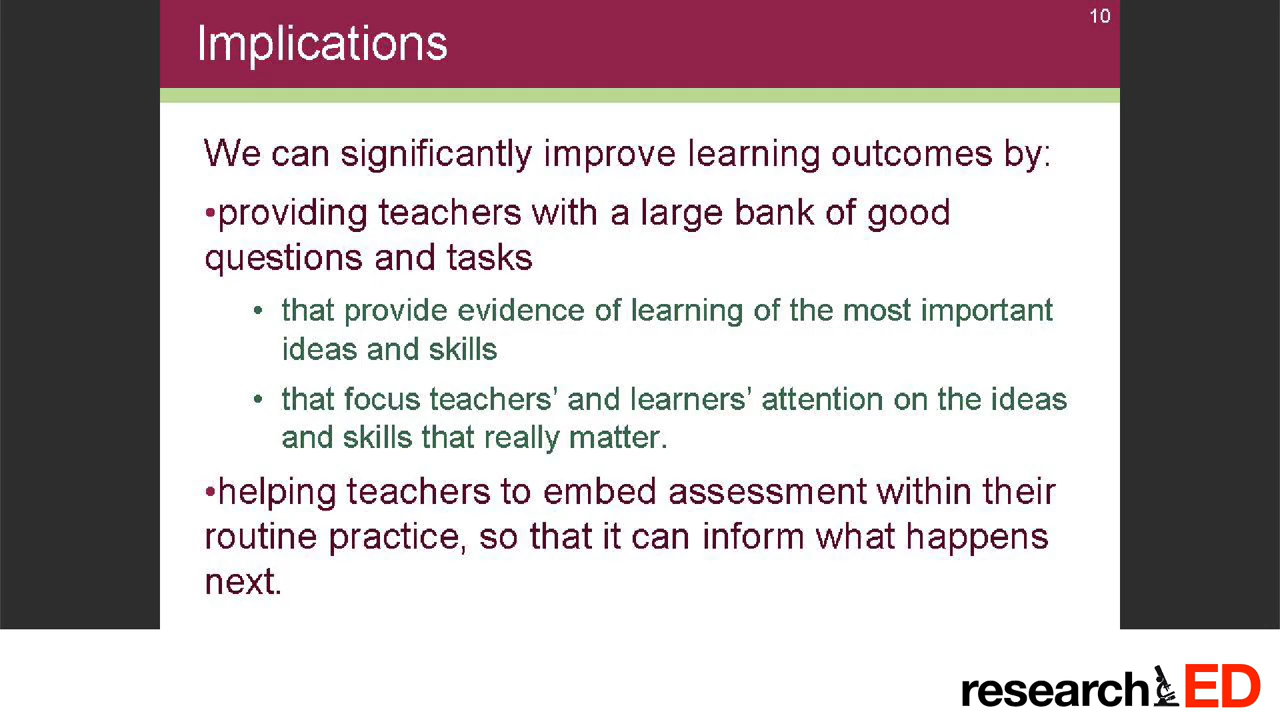 10
Implications
We can significantly improve learning outcomes by:
•providing teachers with a large bank of good
questions and tasks
• that provide evidence of learning of the most important
ideas and skills
• that focus teachers’ and learners’ attention on the ideas
and skills that really matter.
•helping teachers to embed assessment within their
routine practice, so that it can inform what happens
next.
researchED